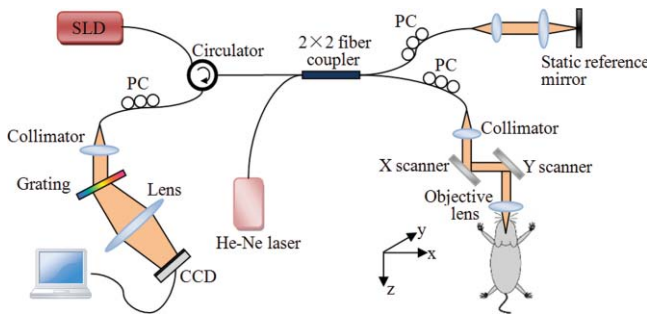 SLD
Circulator
2×2 fiber
coupler
PC
PC
Static reference
mirror
PC
Collimator
Grating
Lens
CCD
He-Ne laser
Collimator
X scanner
Y scanner
Objective
lens
y
x
z